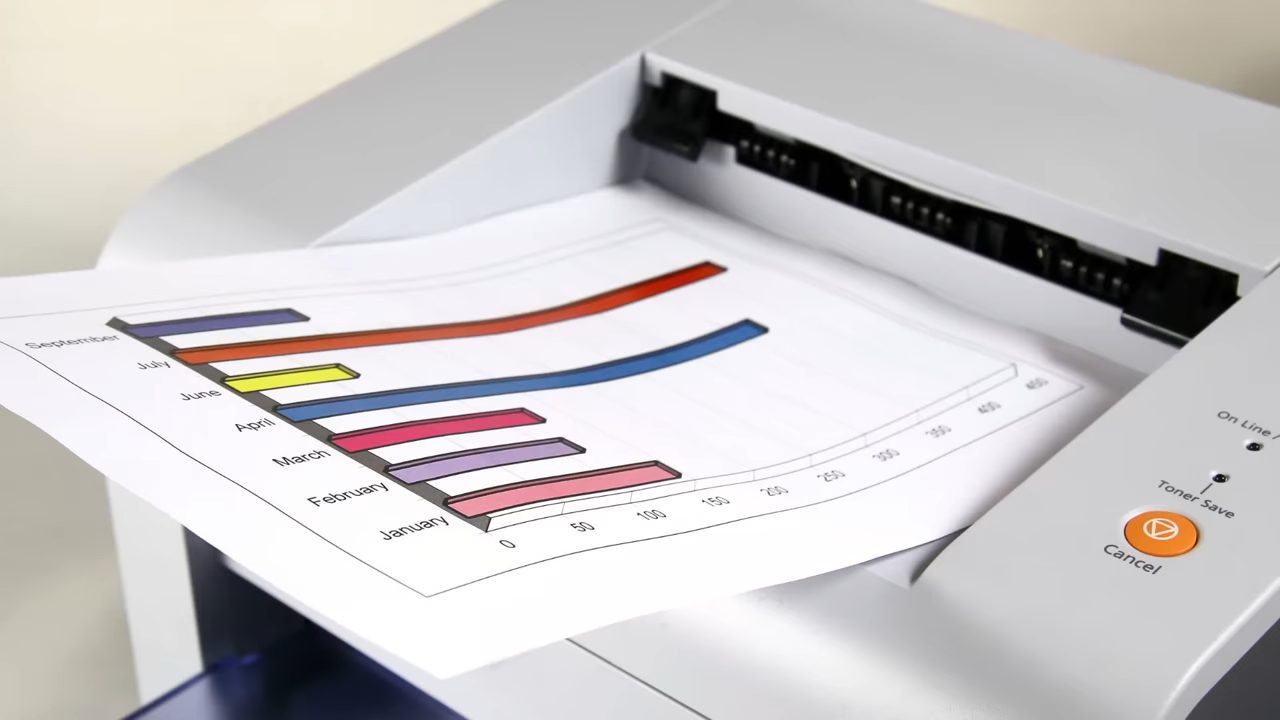 September
July
June
April
March
February
January
0
50
100
150
200
250
300
350
400
450
On Line /
Toner Save
Cancel